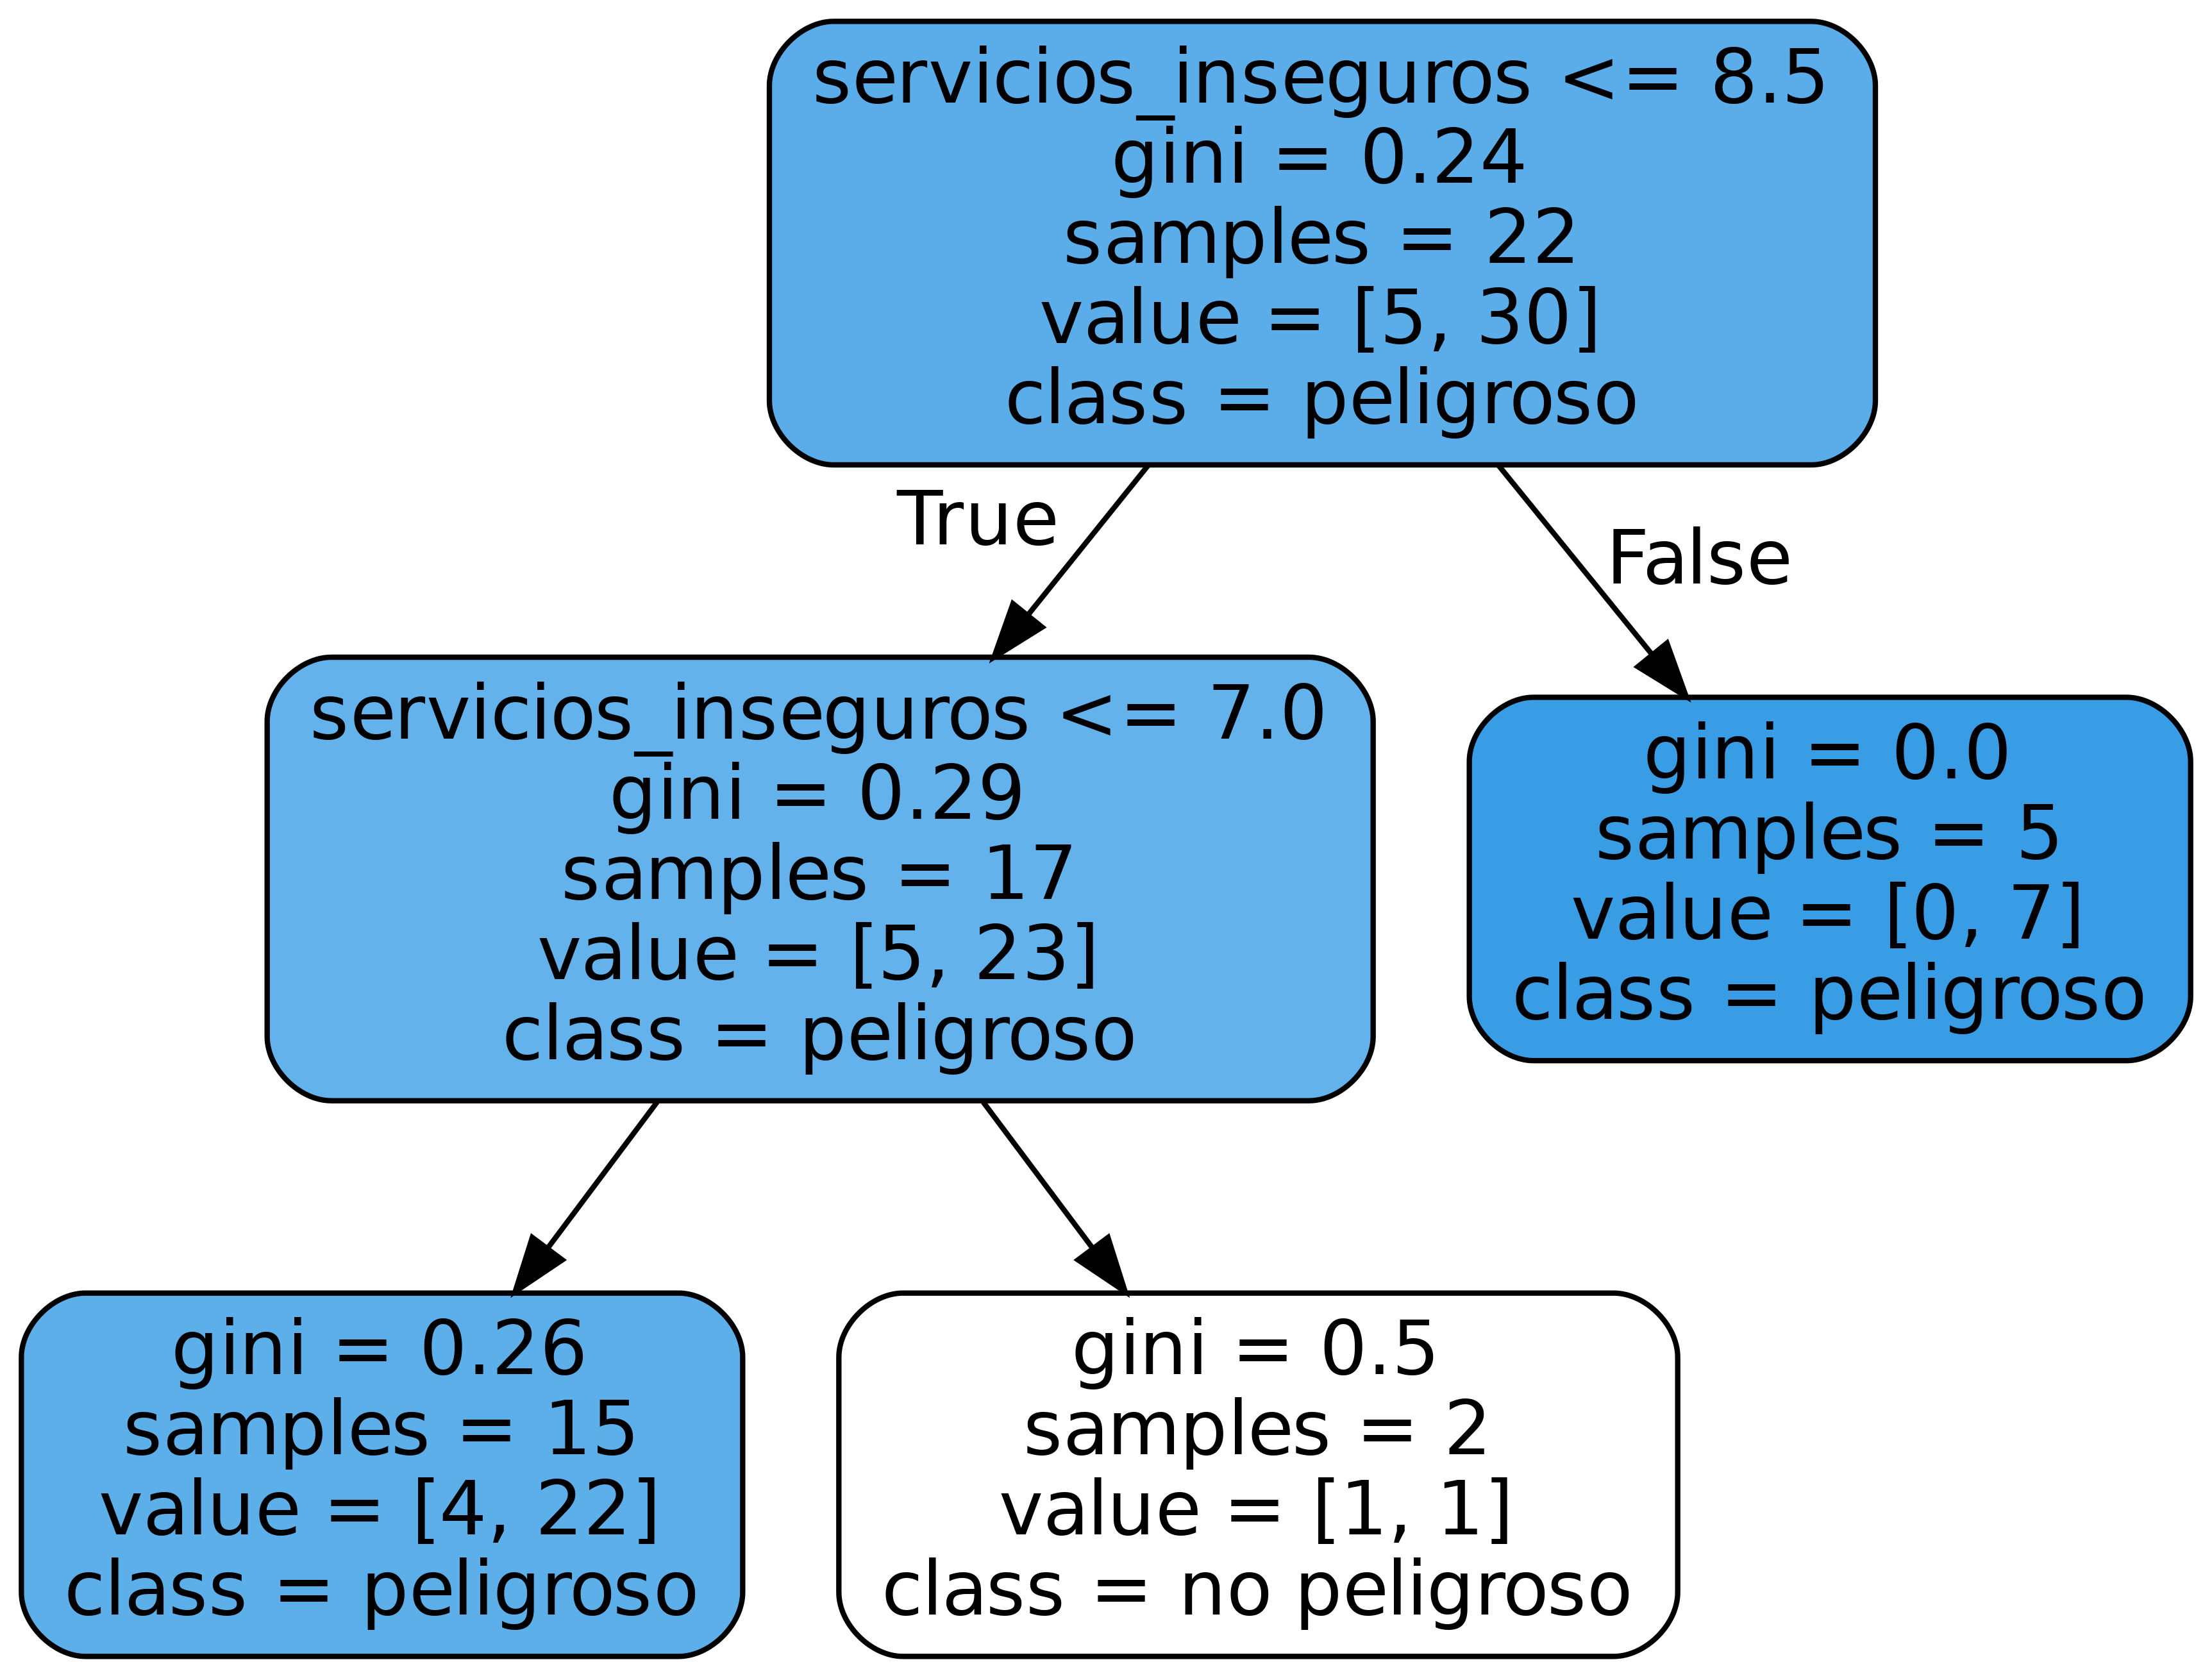 servicios_inseguros <= 8.5
gini = 0.24
samples = 22
value = [5, 30]
class = peligroso
True
False
servicios_inseguros <= 7.0
gini = 0.29
samples = 17
value = [5, 23]
class = peligroso
gini = 0.0
samples = 5
value = [0, 7]
class = peligroso
gini = 0.26
samples = 15
value = [4, 22]
class = peligroso
gini = 0.5
samples = 2
value = [1, 1]
class = no peligroso